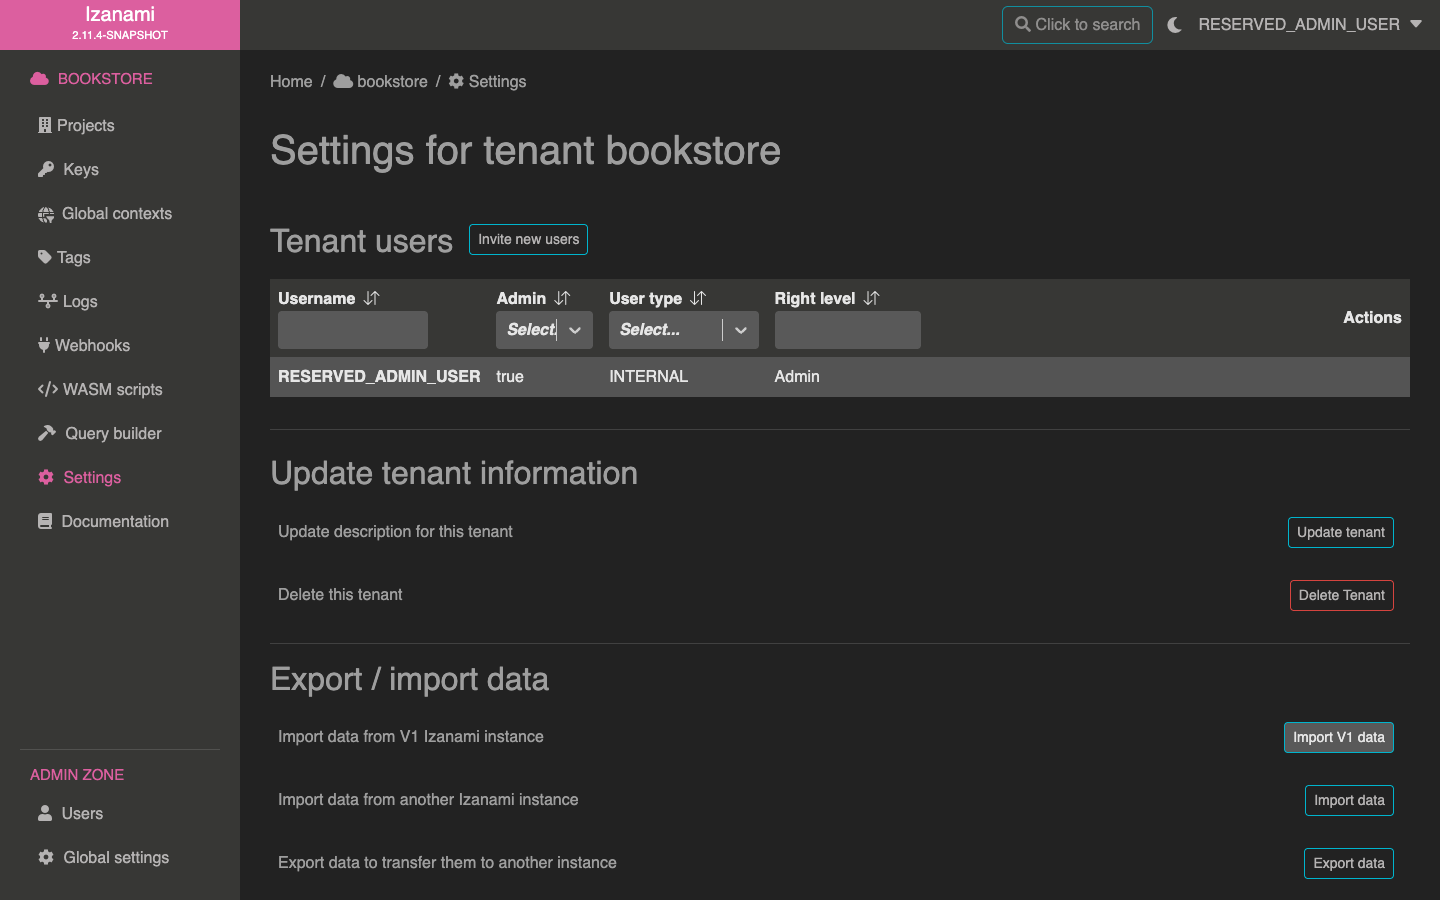 Izanami
2.11.4-SNAPSHOT
Click to search
RESERVED_ADMIN_USER
BOOKSTORE
Projects
Keys
Global contexts
Tags
Logs
Webhooks
WASM scripts
Query builder
Settings
Documentation
ADMIN ZONE
Users
Global settings
Home / bookstore / Settings
Settings for tenant bookstore
Tenant users
Invite new users
Username Admin User type Right level Actions
Select... Select...
RESERVED_ADMIN_USER true INTERNAL Admin
Update tenant information
Update description for this tenant
Update tenant
Delete this tenant
Delete Tenant
Export / import data
Import data from V1 Izanami instance
Import V1 data
Import data from another Izanami instance
Import data
Export data to transfer them to another instance
Export data